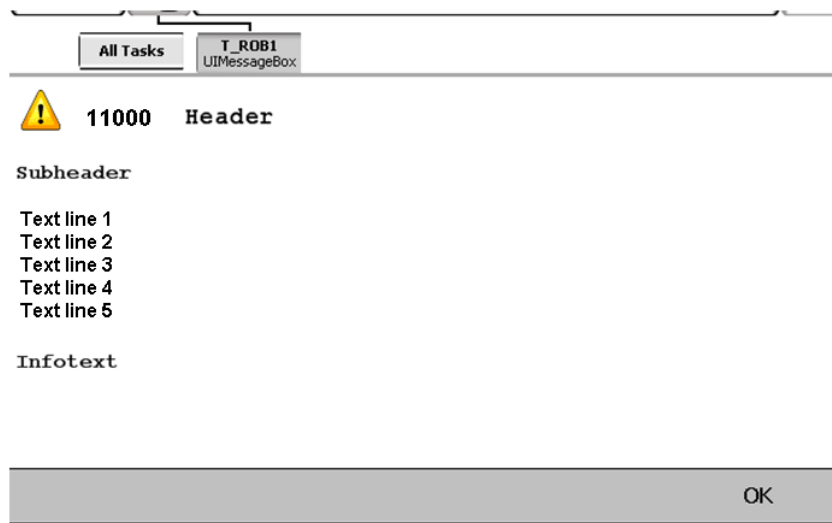 All Tasks
T_ROB1
UIMessageBox
11000 Header
Subheader
Text line 1
Text line 2
Text line 3
Text line 4
Text line 5
Infotext
OK